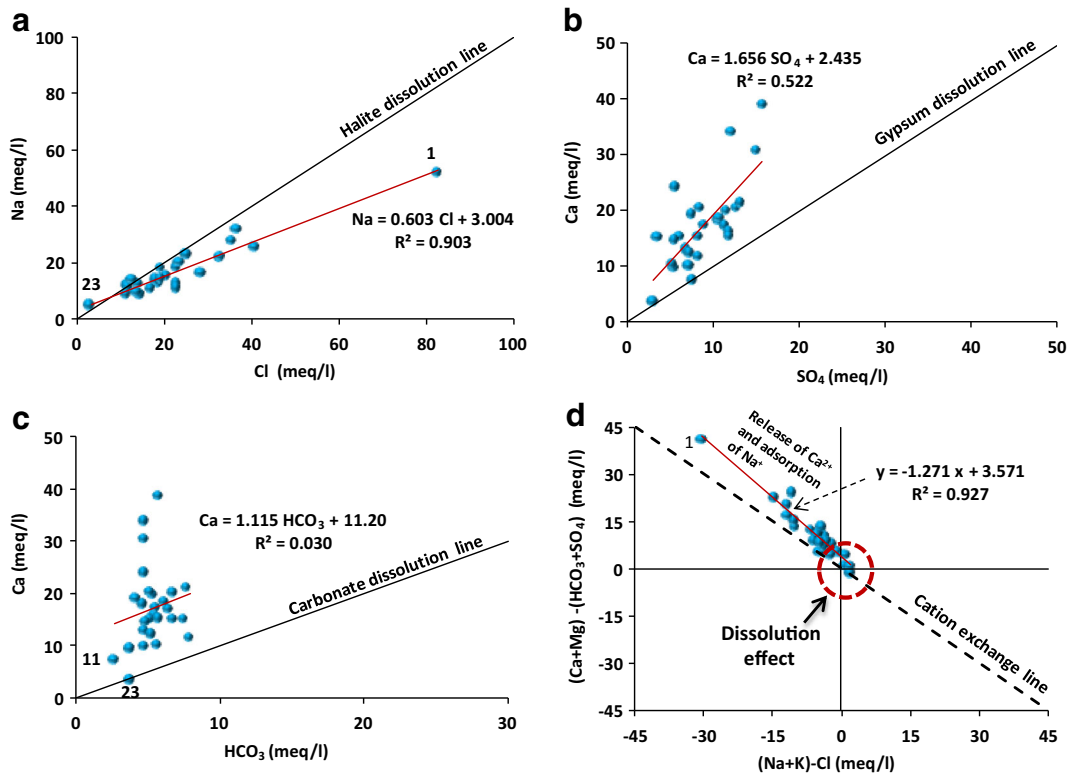 a
100
80
60
40
20
0
0
20
40
60
80
100
Na (meq/l)
Cl (meq/l)
Halite dissolution line
1
Na = 0.603 Cl + 3.004
R² = 0.903
23
b
50
40
30
20
10
0
0
10
20
30
40
50
Ca (meq/l)
SO₄ (meq/l)
Ca = 1.656 SO₄ + 2.435
R² = 0.522
Gypsum dissolution line
c
50
40
30
20
10
0
0
10
20
30
Ca (meq/l)
HCO₃ (meq/l)
Ca = 1.115 HCO₃ + 11.20
R² = 0.030
Carbonate dissolution line
11
23
d
45
30
15
0
-15
-30
-45
-45
-30
-15
0
15
30
45
(Ca+Mg) -(HCO₃+SO₄) (meq/l)
(Na+K)-Cl (meq/l)
1
Release of Ca²⁺
and adsorption
of Na⁺
y = -1.271 x + 3.571
R² = 0.927
Dissolution
effect
Cation exchange line